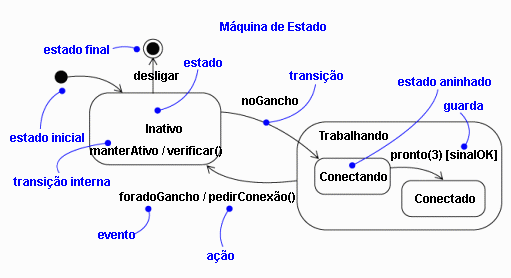 Máquina de Estado
estado final
desligar
estado
transição
noGancho
estado aninhado
guarda
estado inicial
Inativo
manterAtivo / verificar()
transição interna
Trabalhando
pronto(3) [sinalOK]
Conectando
Conectado
foradoGancho / pedirConexão()
evento
ação